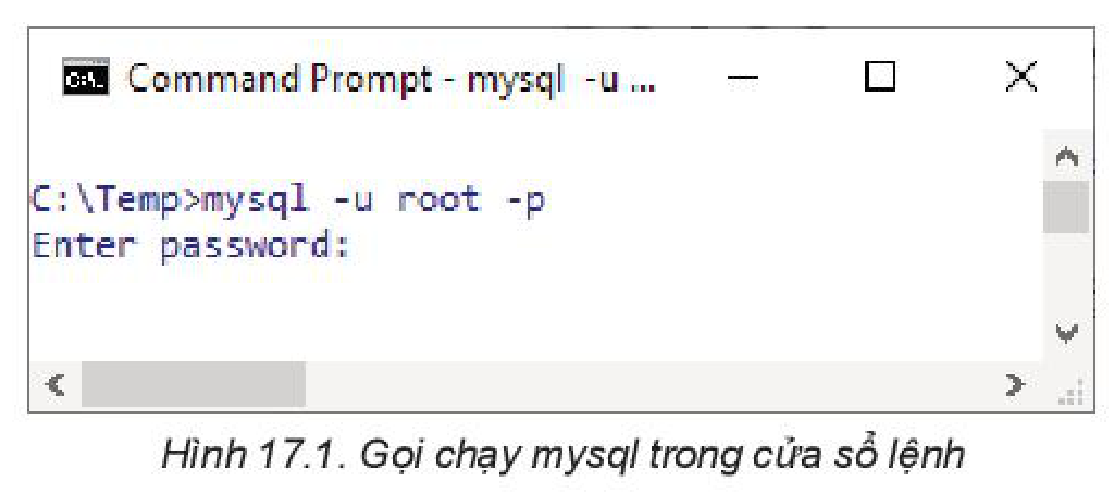 Command Prompt - mysql -u ...
C:\Temp>mysql -u root -p
Enter password:
Hình 17.1. Gọi chạy mysql trong cửa sổ lệnh